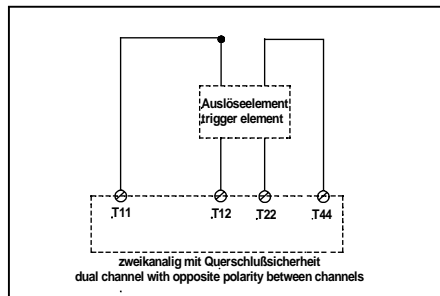 Auslöseelement
trigger element
T11 T12 T22 T44
zweikanalig mit Querschlußsicherheit
dual channel with opposite polarity between channels